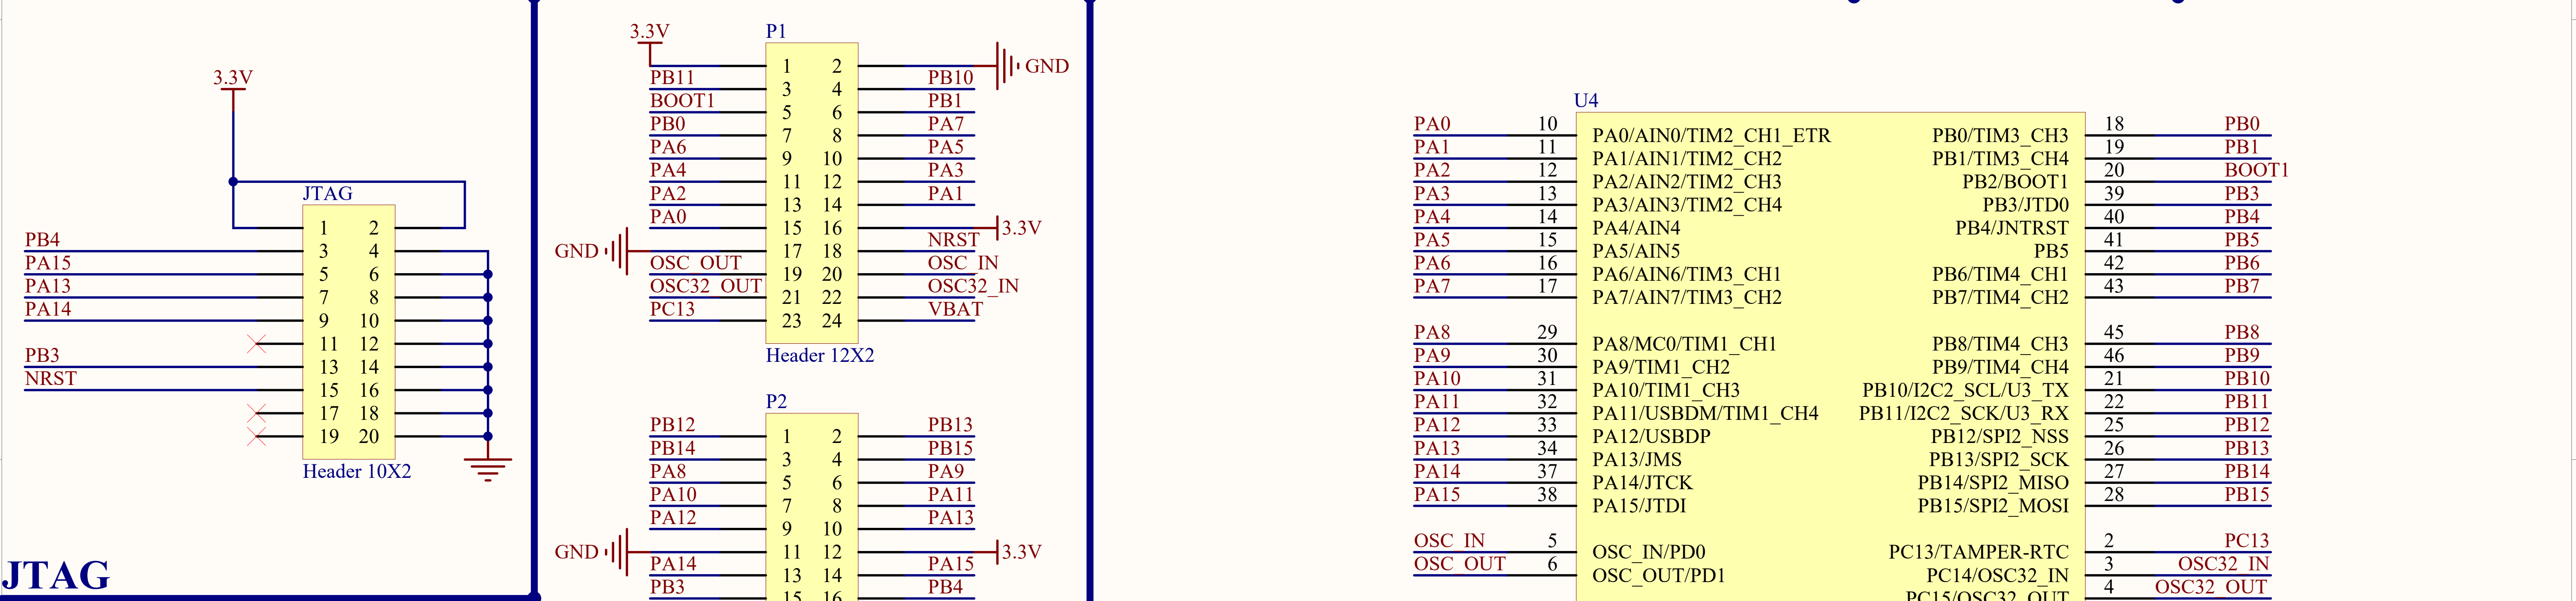 3.3V
JTAG
1 2
PB4 3 4
PA15 5 6
PA13 7 8
PA14 9 10
11 12
PB3 13 14
NRST 15 16
17 18
19 20
Header 10X2
JTAG
P1
3.3V 1 2 GND
PB11 3 4 PB10
BOOT1 5 6 PB1
PB0 7 8 PA7
PA6 9 10 PA5
PA4 11 12 PA3
PA2 13 14 PA1
PA0 15 16 3.3V
GND 17 18 NRST
OSC_OUT 19 20 OSC_IN
OSC32_OUT 21 22 OSC32_IN
PC13 23 24 VBAT
Header 12X2
P2
PB12 1 2 PB13
PB14 3 4 PB15
PA8 5 6 PA9
PA10 7 8 PA11
PA12 9 10 PA13
GND 11 12 3.3V
PA14 13 14 PA15
PB3 15 16 PB4
U4
PA0 10 PA0/AIN0/TIM2_CH1_ETR PB0/TIM3_CH3 18 PB0
PA1 11 PA1/AIN1/TIM2_CH2 PB1/TIM3_CH4 19 PB1
PA2 12 PA2/AIN2/TIM2_CH3 PB2/BOOT1 20 BOOT1
PA3 13 PA3/AIN3/TIM2_CH4 PB3/JTD0 39 PB3
PA4 14 PA4/AIN4 PB4/JNTRST 40 PB4
PA5 15 PA5/AIN5 PB5 41 PB5
PA6 16 PA6/AIN6/TIM3_CH1 PB6/TIM4_CH1 42 PB6
PA7 17 PA7/AIN7/TIM3_CH2 PB7/TIM4_CH2 43 PB7
PA8 29 PA8/MC0/TIM1_CH1 PB8/TIM4_CH3 45 PB8
PA9 30 PA9/TIM1_CH2 PB9/TIM4_CH4 46 PB9
PA10 31 PA10/TIM1_CH3 PB10/I2C2_SCL/U3_TX 21 PB10
PA11 32 PA11/USBDM/TIM1_CH4 PB11/I2C2_SCK/U3_RX 22 PB11
PA12 33 PA12/USBDP PB12/SPI2_NSS 25 PB12
PA13 34 PA13/JMS PB13/SPI2_SCK 26 PB13
PA14 37 PA14/JTCK PB14/SPI2_MISO 27 PB14
PA15 38 PA15/JTDI PB15/SPI2_MOSI 28 PB15
OSC_IN 5 OSC_IN/PD0 PC13/TAMPER-RTC 2 PC13
OSC_OUT 6 OSC_OUT/PD1 PC14/OSC32_IN 3 OSC32_IN
PC15/OSC32_OUT 4 OSC32_OUT